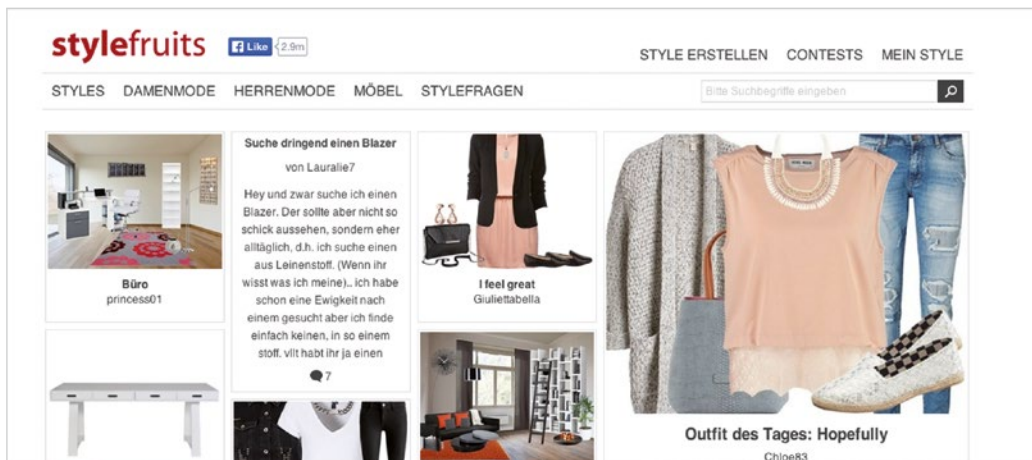 stylefruits
Like 2.9m
STYLE ERSTELLEN CONTESTS MEIN STYLE
STYLES DAMENMODE HERRENMODE MÖBEL STYLEFRAGEN
Bitte Suchbegriffe eingeben
Büro
princess01
Suche dringend einen Blazer
von Lauralie7
Hey und zwar suche ich einen
Blazer. Der sollte aber nicht so
schick aussehen, sondern eher
alltäglich, d.h. ich suche einen
aus Leinenstoff. (Wenn ihr
wisst was ich meine).. ich habe
schon eine Ewigkeit nach
einem gesucht aber ich finde
einfach keinen, in so einem
stoff. vllt habt ihr ja einen
7
I feel great
Giuliettabella
Outfit des Tages: Hopefully
Chloe83